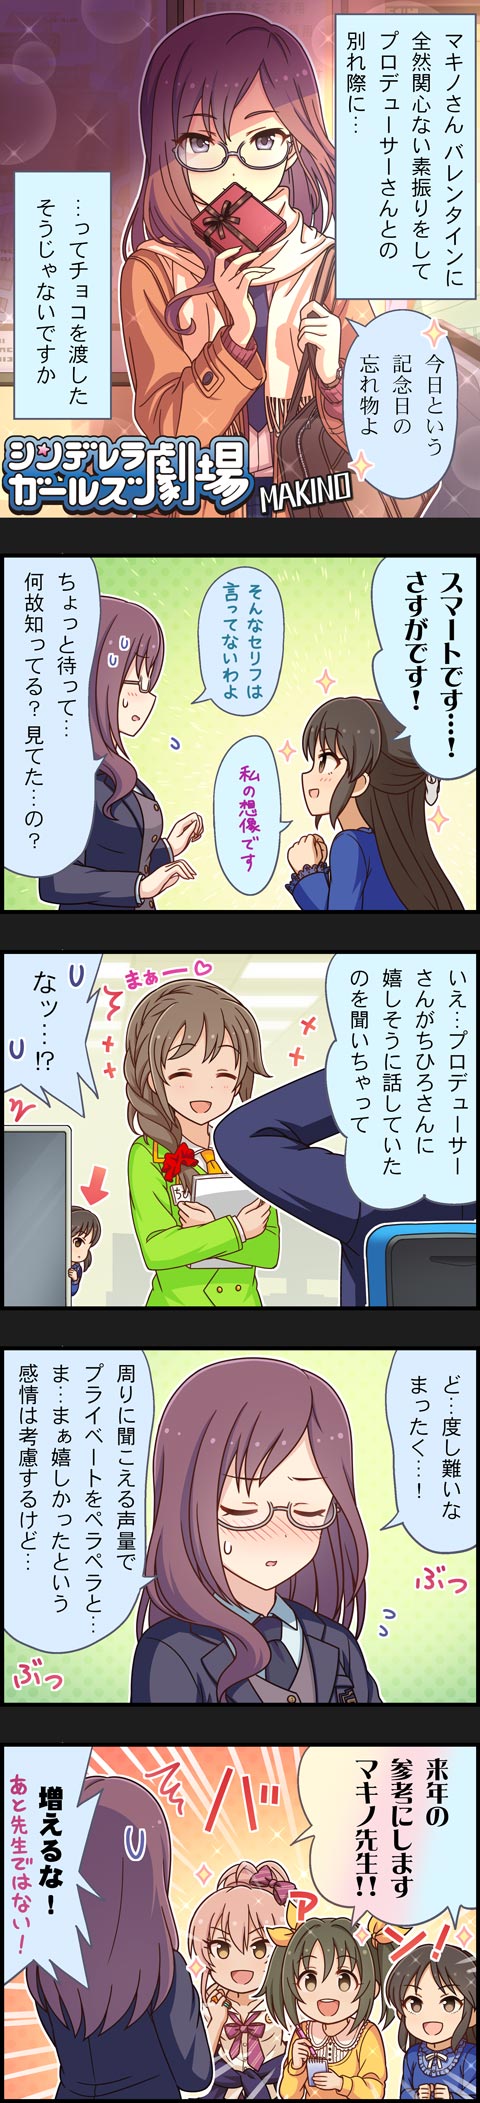 マキノさん バレンタインに
全然関心ない素振りをして
プロデューサーさんとの
別れ際に…
今日という
記念日の
忘れ物よ
…ってチョコを渡した
そうじゃないですか
シンデレラ
ガールズ劇場
MAKINO
スマートです…！
さすがです！
そんなセリフは
言ってないわよ
私の想像です
ちょっと待って…
何故知ってる？見てた…の？
いえ…プロデューサー
さんがちひろさんに
嬉しそうに話していた
のを聞いちゃって
まぁー♡
なッ…!?
ど…度し難いな
まったく…！
ぶつ
周りに聞こえる声量で
プライベートをペラペラと…
ま…まぁ嬉しかったという
感情は考慮するけど…
ぶつ
来年の
参考にします
マキノ先生!!
バァン！
増えるな！
あと先生ではない！